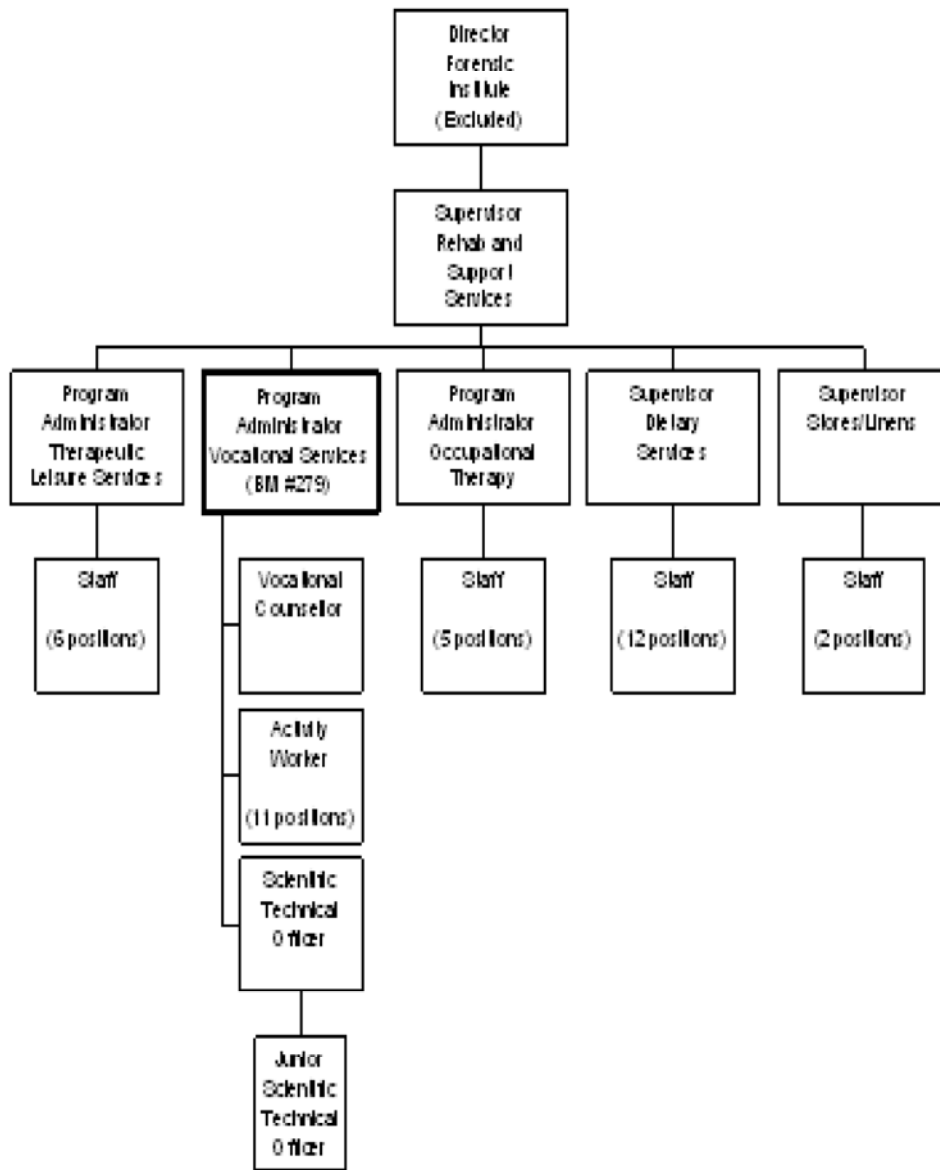 Director
Forensic
Institute
(Excluded)
Supervisor
Rehab and
Support
Services
Program
Administrator
Therapeutic
Leisure Services
Program
Administrator
Vocational Services
(BM #279)
Program
Administrator
Occupational
Therapy
Supervisor
Dietary
Services
Supervisor
Stores/Linens
Staff
(6 positions)
Vocational
Counsellor
Staff
(5 positions)
Staff
(12 positions)
Staff
(2 positions)
Activity
Worker
(11 positions)
Scientific
Technical
Officer
Junior
Scientific
Technical
Officer